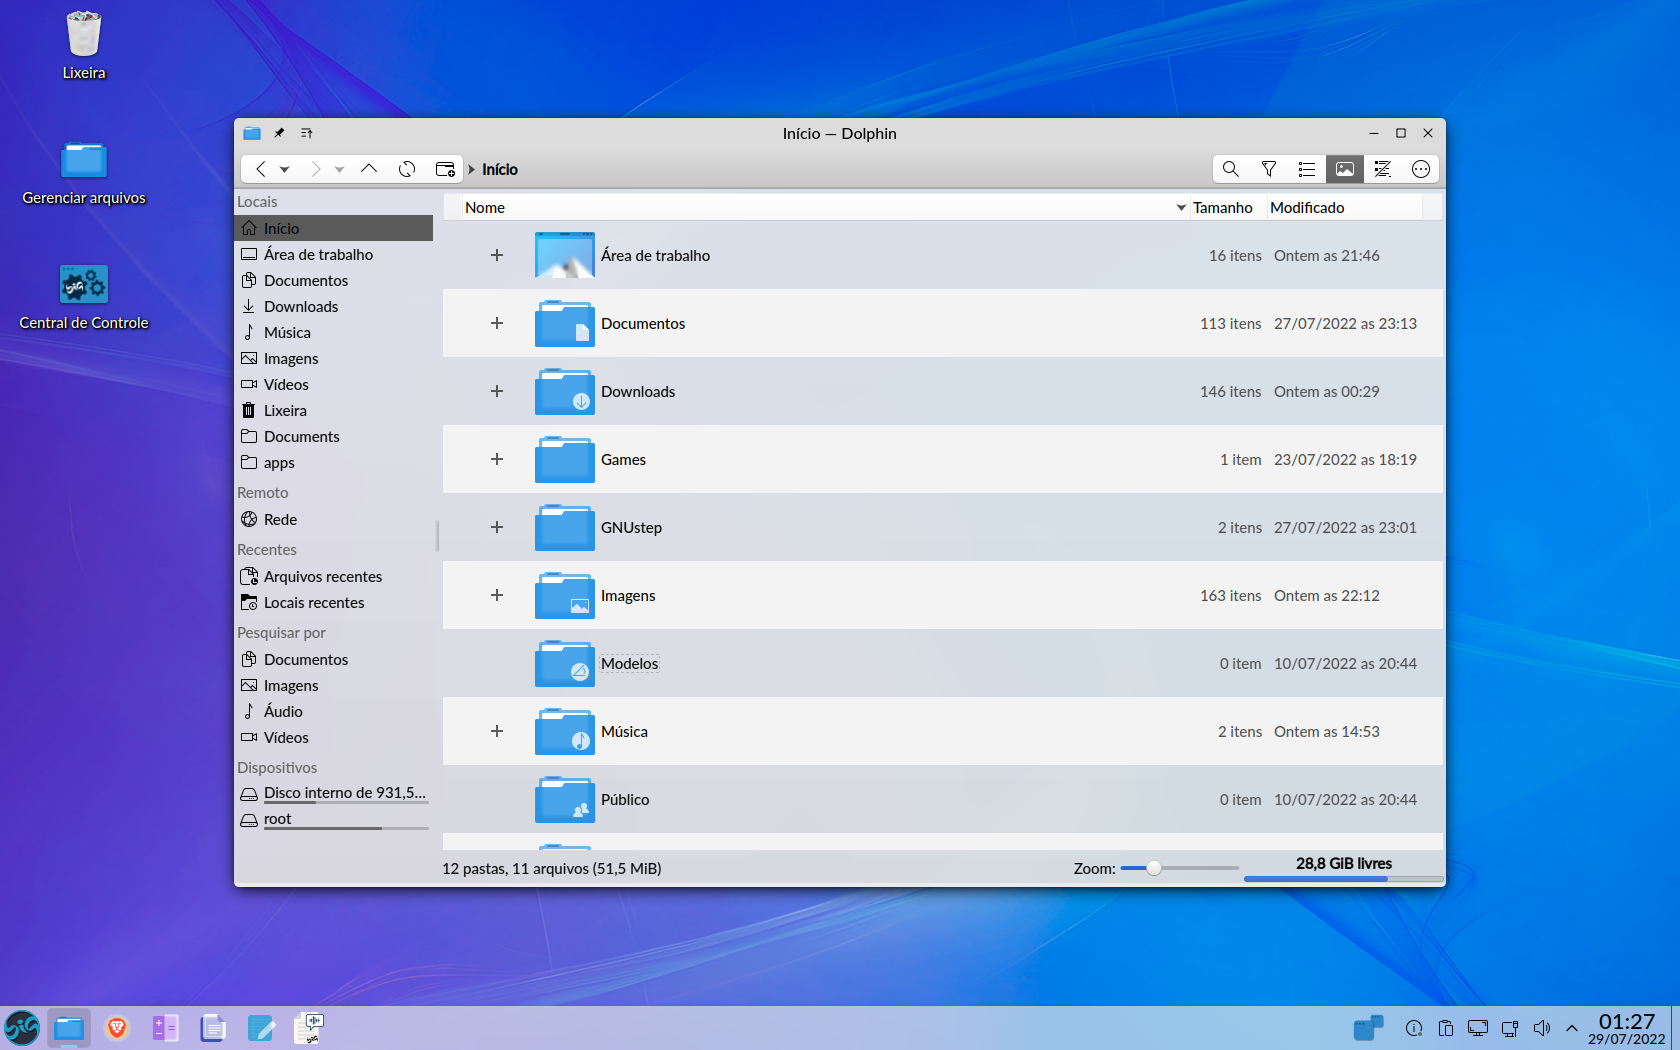 Lixeira
Gerenciar arquivos
Central de Controle
Início — Dolphin
Início
Locais
Início
Área de trabalho
Documentos
Downloads
Música
Imagens
Vídeos
Lixeira
Documents
apps
Remoto
Rede
Recentes
Arquivos recentes
Locais recentes
Pesquisar por
Documentos
Imagens
Áudio
Vídeos
Dispositivos
Disco interno de 931,5...
root
Nome Tamanho Modificado
Área de trabalho 16 itens Ontem as 21:46
Documentos 113 itens 27/07/2022 as 23:13
Downloads 146 itens Ontem as 00:29
Games 1 item 23/07/2022 as 18:19
GNUstep 2 itens 27/07/2022 as 23:01
Imagens 163 itens Ontem as 22:12
Modelos 0 item 10/07/2022 as 20:44
Música 2 itens Ontem as 14:53
Público 0 item 10/07/2022 as 20:44
12 pastas, 11 arquivos (51,5 MiB) Zoom: 28,8 GiB livres
01:27
29/07/2022